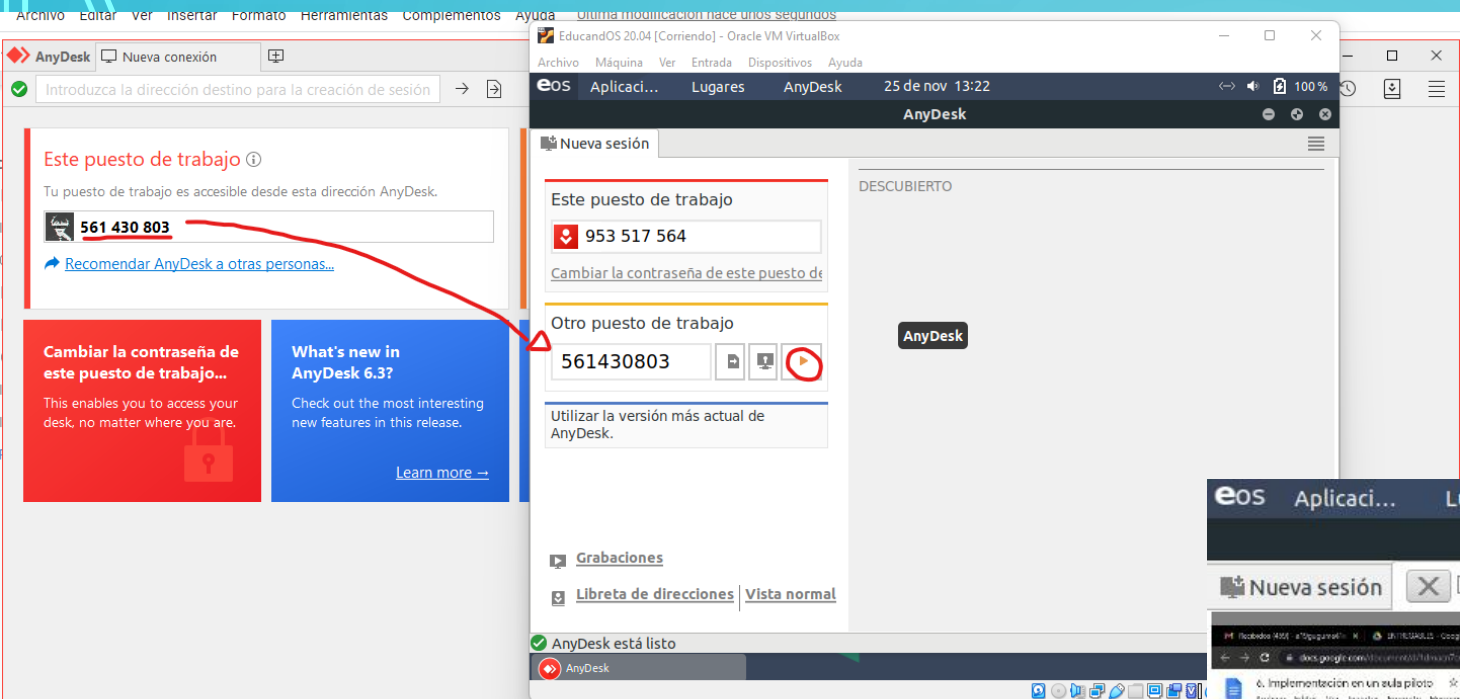 Archivo Editar Ver Insertar Formato Herramientas Complementos Ayuda Última modificación hace unos segundos
AnyDesk Nueva conexión
Introduzca la dirección destino para la creación de sesión
Este puesto de trabajo
Tu puesto de trabajo es accesible desde esta dirección AnyDesk.
561 430 803
Recomendar AnyDesk a otras personas...
Cambiar la contraseña de
este puesto de trabajo...
This enables you to access your
desk, no matter where you are.
What's new in
AnyDesk 6.3?
Check out the most interesting
new features in this release.
Learn more →
EducandOS 20.04 [Corriendo] - Oracle VM VirtualBox
Archivo Máquina Ver Entrada Dispositivos Ayuda
eos Aplicaci... Lugares AnyDesk 25 de nov 13:22 100 %
AnyDesk
Nueva sesión
Este puesto de trabajo
953 517 564
Cambiar la contraseña de este puesto de
Otro puesto de trabajo
561430803
Utilizar la versión más actual de
AnyDesk.
Grabaciones
Libreta de direcciones Vista normal
AnyDesk está listo
AnyDesk
DESCUBIERTO
AnyDesk
eos Aplicaci... Lu
Nueva sesión
docs.google.com
6. Implementación en un aula piloto